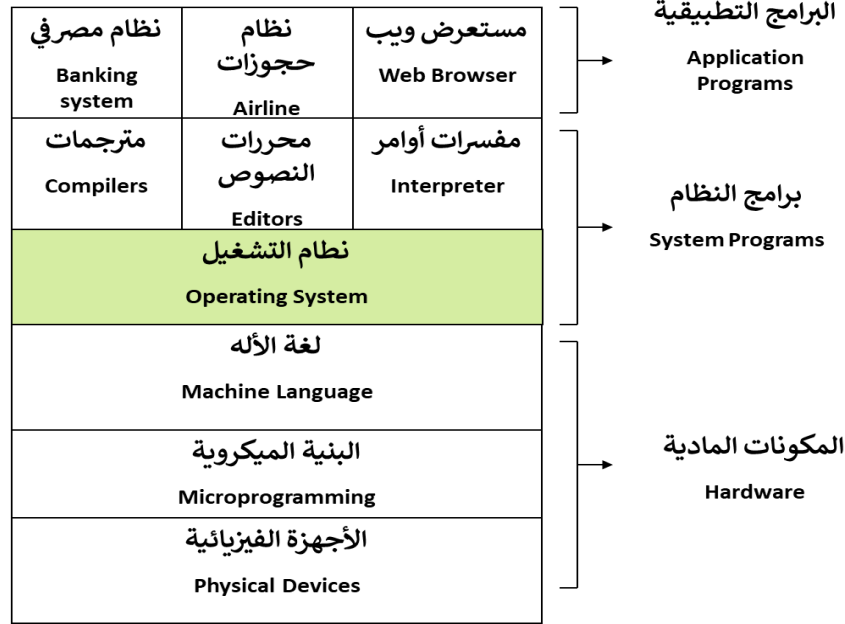 نظام مصرفي
Banking
system
نظام
حجوزات
Airline
مستعرض ويب
Web Browser
البرامج التطبيقية
Application
Programs
مترجمات
Compilers
محررات
النصوص
Editors
مفسرات أوامر
Interpreter
نطام التشغيل
Operating System
برامج النظام
System Programs
لغة الأله
Machine Language
البنية الميكروية
Microprogramming
الأجهزة الفيزيائية
Physical Devices
المكونات المادية
Hardware